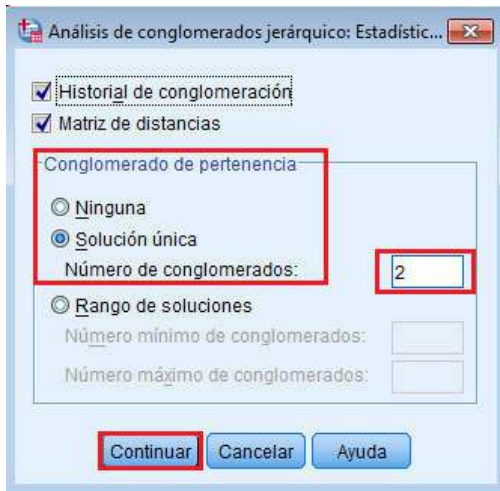 Análisis de conglomerados jerárquico: Estadístic...
Historial de conglomeración
Matriz de distancias
Conglomerado de pertenencia
Ninguna
Solución única
Número de conglomerados: 2
Rango de soluciones
Número mínimo de conglomerados:
Número máximo de conglomerados:
Continuar Cancelar Ayuda